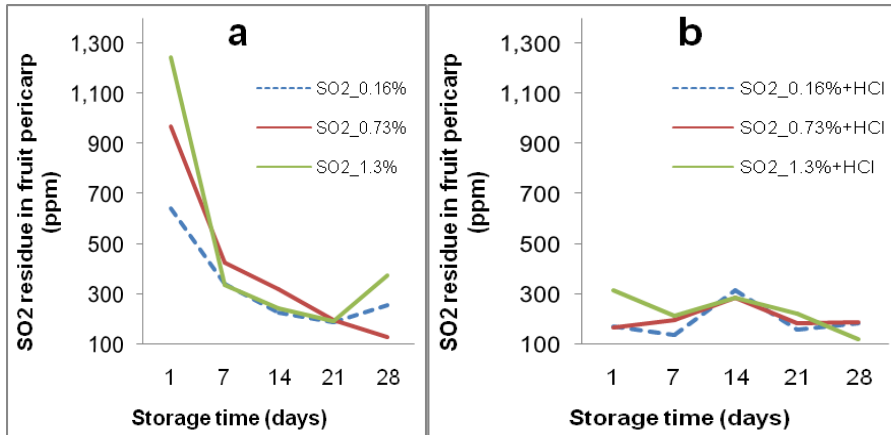 a
1,300
1,100
900
700
500
300
100
SO2 residue in fruit pericarp
(ppm)
SO2_0.16%
SO2_0.73%
SO2_1.3%
1 7 14 21 28
Storage time (days)
b
1,300
1,100
900
700
500
300
100
SO2 residue in fruit pericarp
(ppm)
SO2_0.16%+HCl
SO2_0.73%+HCl
SO2_1.3%+HCl
1 7 14 21 28
Storage time (days)